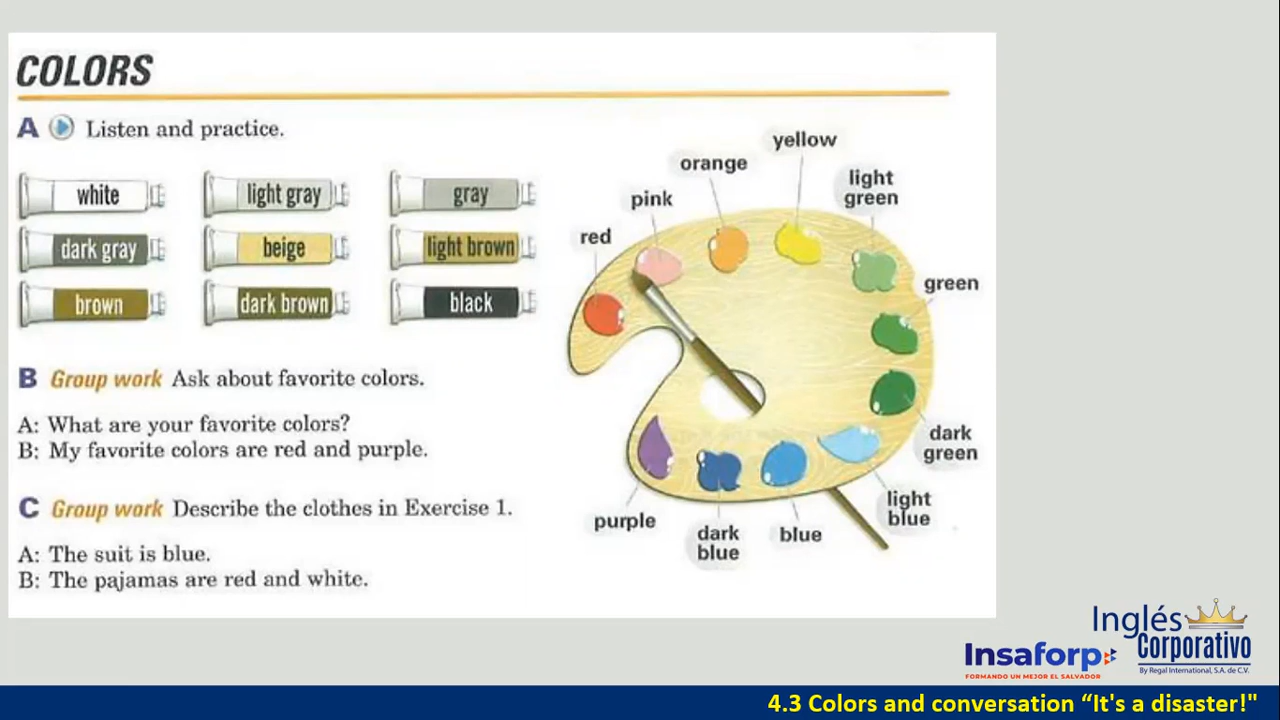 COLORS
A Listen and practice.
white
light gray
gray
dark gray
beige
light brown
brown
dark brown
black
B Group work Ask about favorite colors.
A: What are your favorite colors?
B: My favorite colors are red and purple.
C Group work Describe the clothes in Exercise 1.
A: The suit is blue.
B: The pajamas are red and white.
red
pink
orange
yellow
light
green
green
dark
green
light
blue
blue
dark
blue
purple
Inglés
Corporativo
By Regal International, S.A. de C.V.
Insaforp
FORMANDO UN MEJOR EL SALVADOR
4.3 Colors and conversation “It's a disaster!"